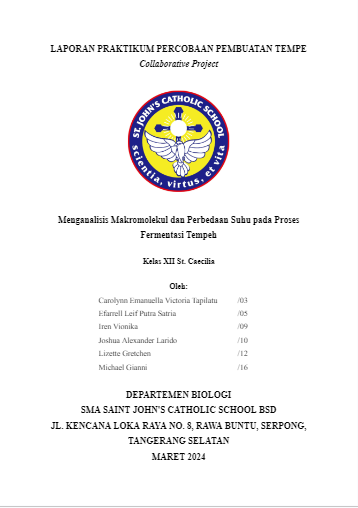 LAPORAN PRAKTIKUM PERCOBAAN PEMBUATAN TEMPE
Collaborative Project
ST. JOHN'S CATHOLIC SCHOOL
scientia, virtus, et vita
Menganalisis Makromolekul dan Perbedaan Suhu pada Proses
Fermentasi Tempeh
Kelas XII St. Caecilia
Oleh:
Carolynn Emanuella Victoria Tapilatu /03
Efarrell Leif Putra Satria /05
Iren Vionika /09
Joshua Alexander Larido /10
Lizette Gretchen /12
Michael Gianni /16
DEPARTEMEN BIOLOGI
SMA SAINT JOHN'S CATHOLIC SCHOOL BSD
JL. KENCANA LOKA RAYA NO. 8, RAWA BUNTU, SERPONG,
TANGERANG SELATAN
MARET 2024